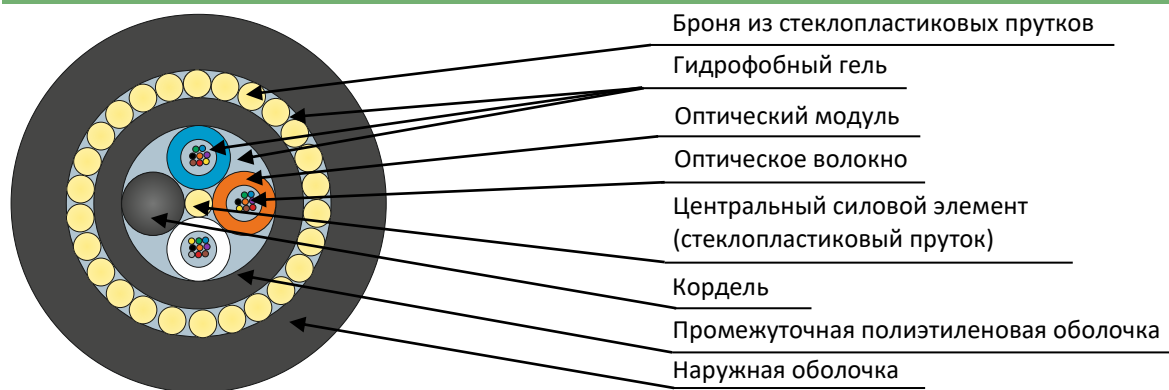 Броня из стеклопластиковых прутков
Гидрофобный гель
Оптический модуль
Оптическое волокно
Центральный силовой элемент
(стеклопластиковый пруток)
Кордель
Промежуточная полиэтиленовая оболочка
Наружная оболочка